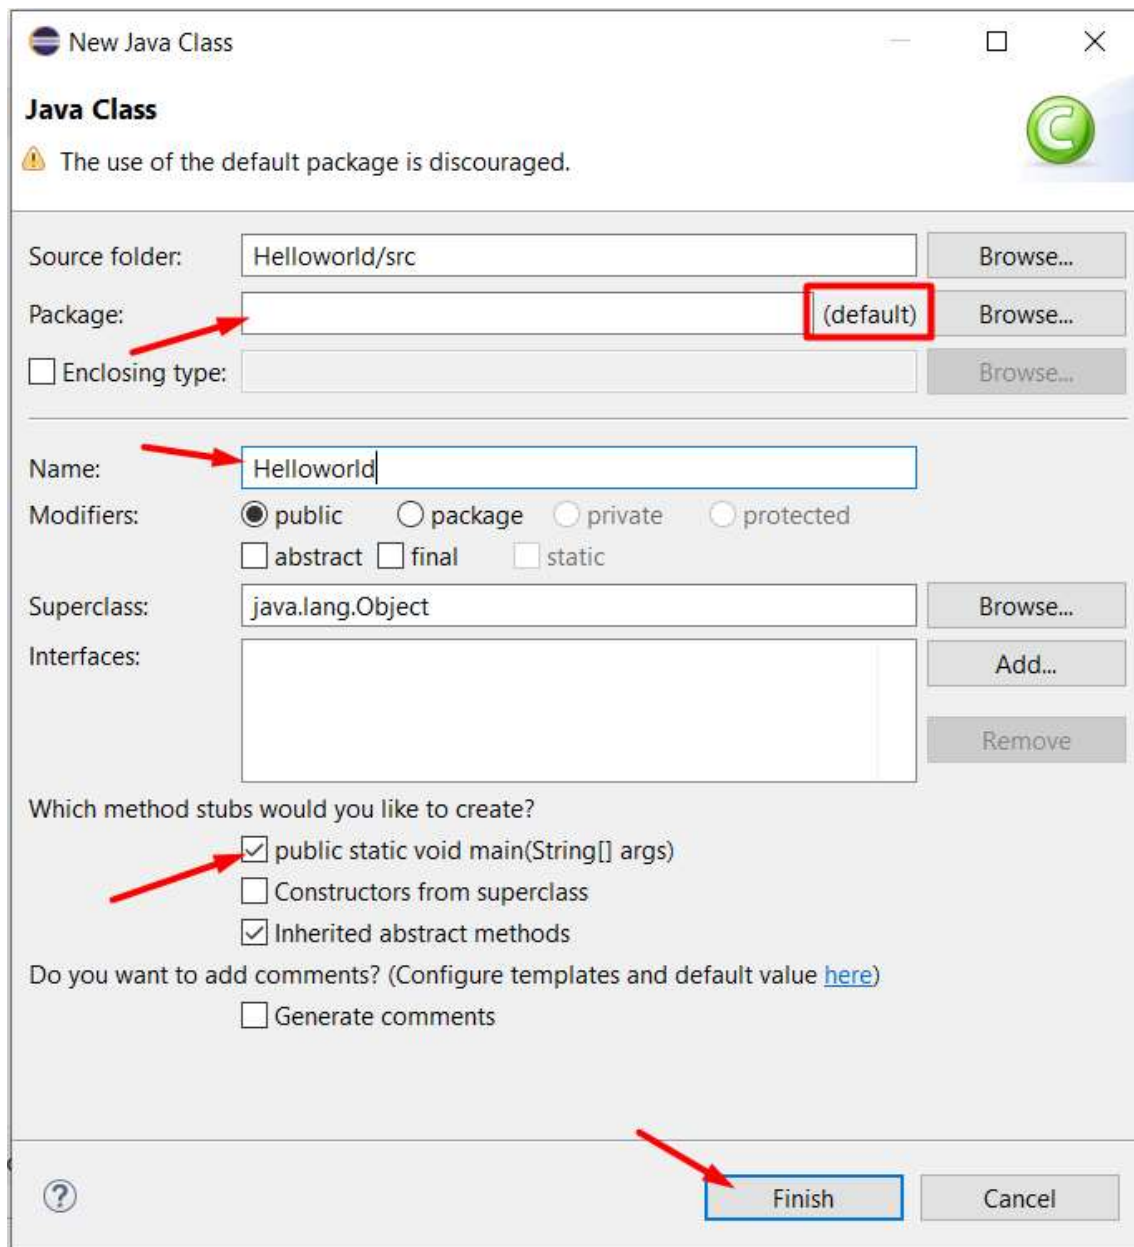 New Java Class
Java Class
The use of the default package is discouraged.
Source folder: Helloworld/src Browse...
Package: (default) Browse...
Enclosing type: Browse...
Name: Helloworld
Modifiers: public package private protected
abstract final static
Superclass: java.lang.Object Browse...
Interfaces: Add...
Remove
Which method stubs would you like to create?
public static void main(String[] args)
Constructors from superclass
Inherited abstract methods
Do you want to add comments? (Configure templates and default value here)
Generate comments
Finish Cancel